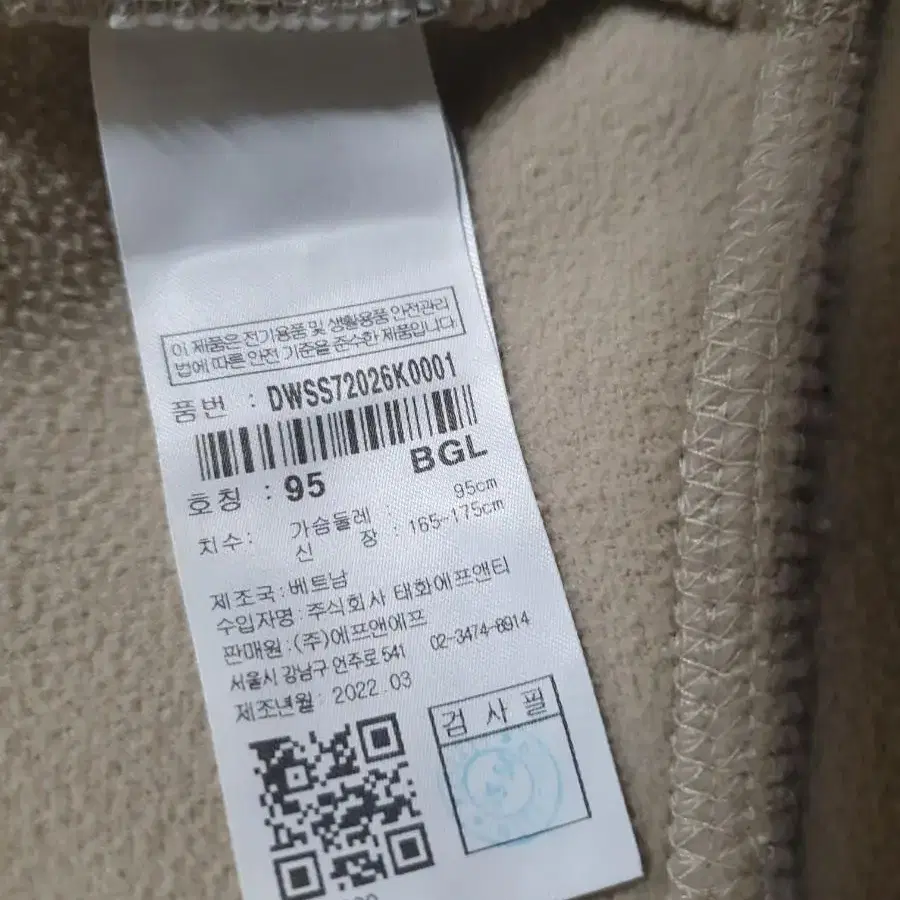 이 제품은 전기용품 및 생활용품 안전관리
법에 따른 안전 기준을 준수한 제품입니다.
품번 : DWSS72026K0001
BGL
호칭 : 95
치수: 가슴둘레 : 95cm
신 장 : 165~175cm
제조국:베트남
수입자명:주식회사 태화에프앤티
판매원:(주)에프앤에프
서울시 강남구 언주로 541 02-3474-8914
제조년월: 2022.03
검사필